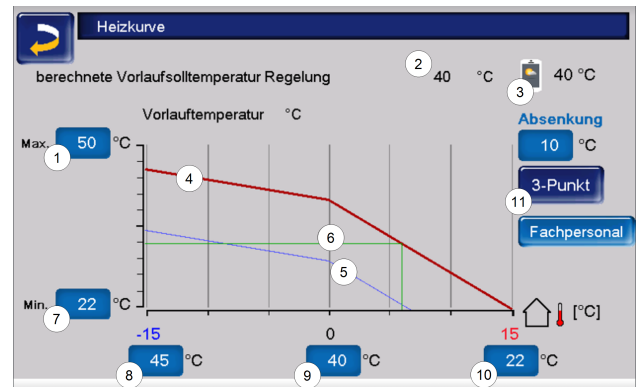 Heizkurve
berechnete Vorlaufsolltemperatur Regelung 2 40 °C 3 40 °C
Vorlauftemperatur °C
Absenkung
Max. 1 50 °C
10 °C
4
3-Punkt
11
6
Fachpersonal
5
Min. 7 22 °C
[°C]
-15 0 15
8 45 °C 9 40 °C 10 22 °C